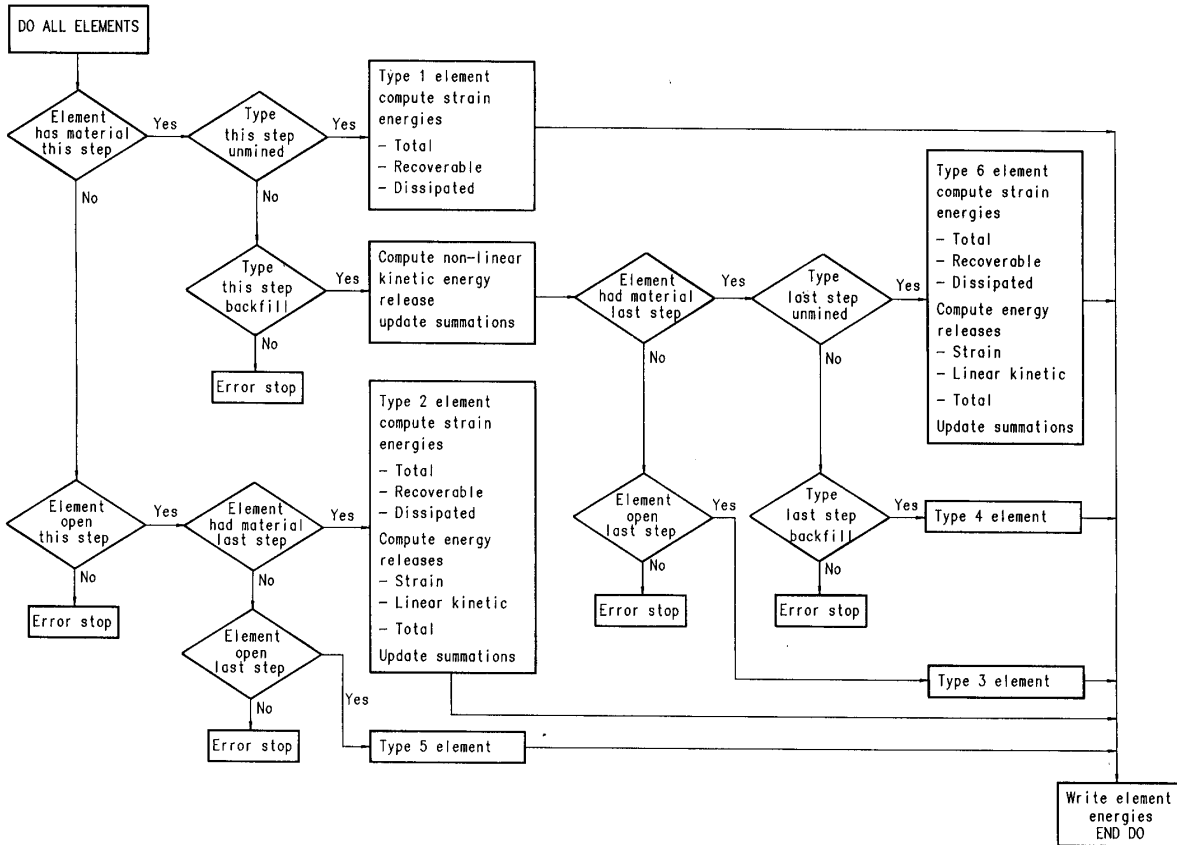 DO ALL ELEMENTS
Element
has material
this step
Yes
No
Type
this step
unmined
Yes
No
Type 1 element
compute strain
energies
– Total
– Recoverable
– Dissipated
Type
this step
backfill
Yes
No
Error stop
Compute non-linear
kinetic energy
release
update summations
Element
had material
last step
Yes
No
Type
last step
unmined
Yes
No
Type 6 element
compute strain
energies
– Total
– Recoverable
– Dissipated
Compute energy
releases
– Strain
– Linear kinetic
– Total
Update summations
Element
open
this step
Yes
No
Error stop
Element
had material
last step
Yes
No
Type 2 element
compute strain
energies
– Total
– Recoverable
– Dissipated
Compute energy
releases
– Strain
– Linear kinetic
– Total
Update summations
Element
open
last step
Yes
No
Error stop
Type
last step
backfill
Yes
No
Error stop
Type 4 element
Element
open
last step
Yes
No
Error stop
Type 3 element
Type 5 element
Write element
energies
END DO